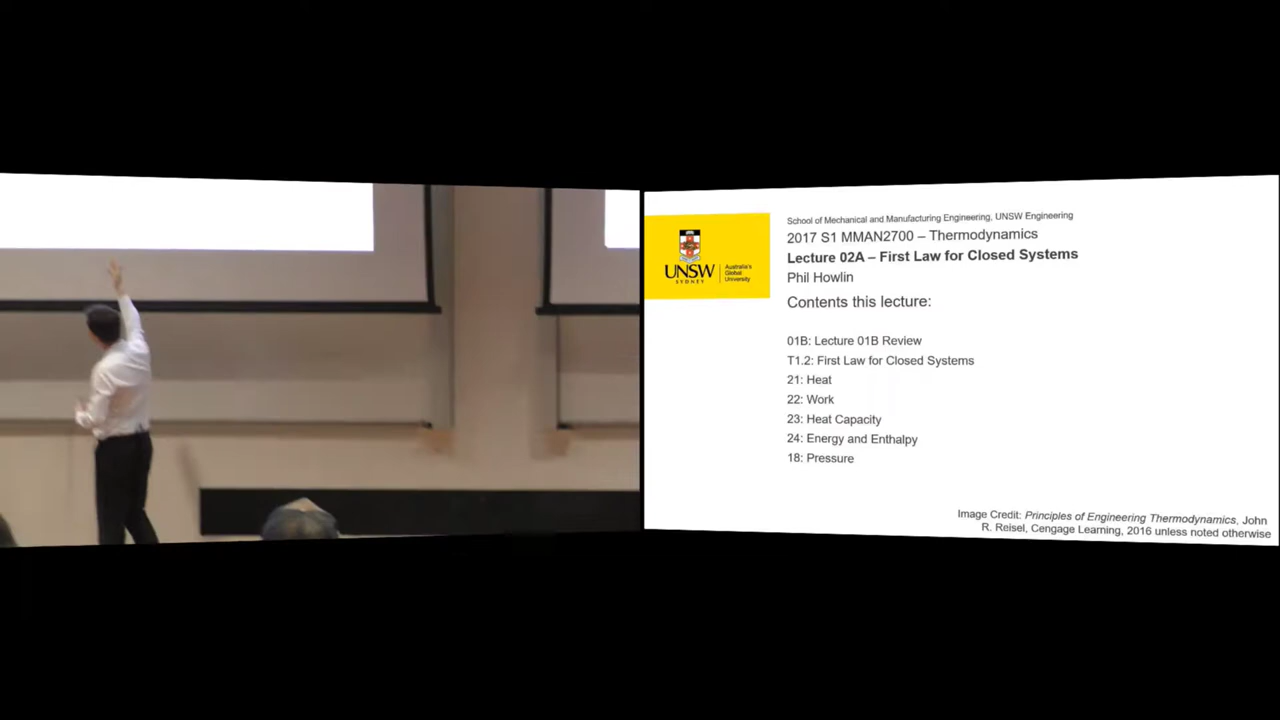 UNSW
SYDNEY
Australia's
Global
University
School of Mechanical and Manufacturing Engineering, UNSW Engineering
2017 S1 MMAN2700 – Thermodynamics
Lecture 02A – First Law for Closed Systems
Phil Howlin
Contents this lecture:
01B: Lecture 01B Review
T1.2: First Law for Closed Systems
21: Heat
22: Work
23: Heat Capacity
24: Energy and Enthalpy
18: Pressure
Image Credit: Principles of Engineering Thermodynamics, John
R. Reisel, Cengage Learning, 2016 unless noted otherwise